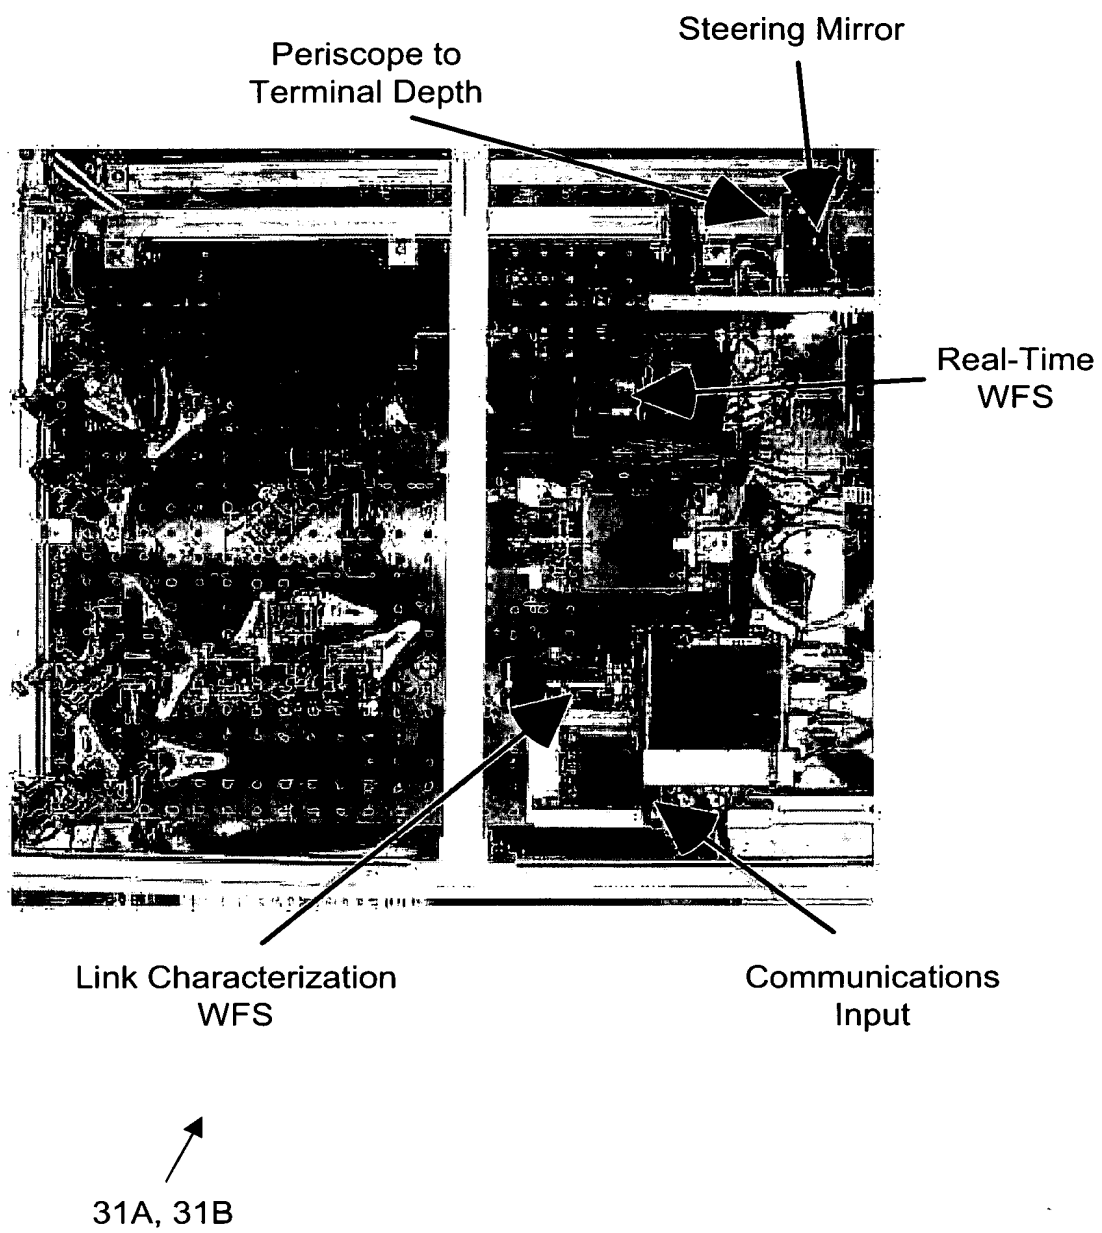 Steering Mirror
Periscope to
Terminal Depth
Real-Time
WFS
Link Characterization
WFS
Communications
Input
31A, 31B